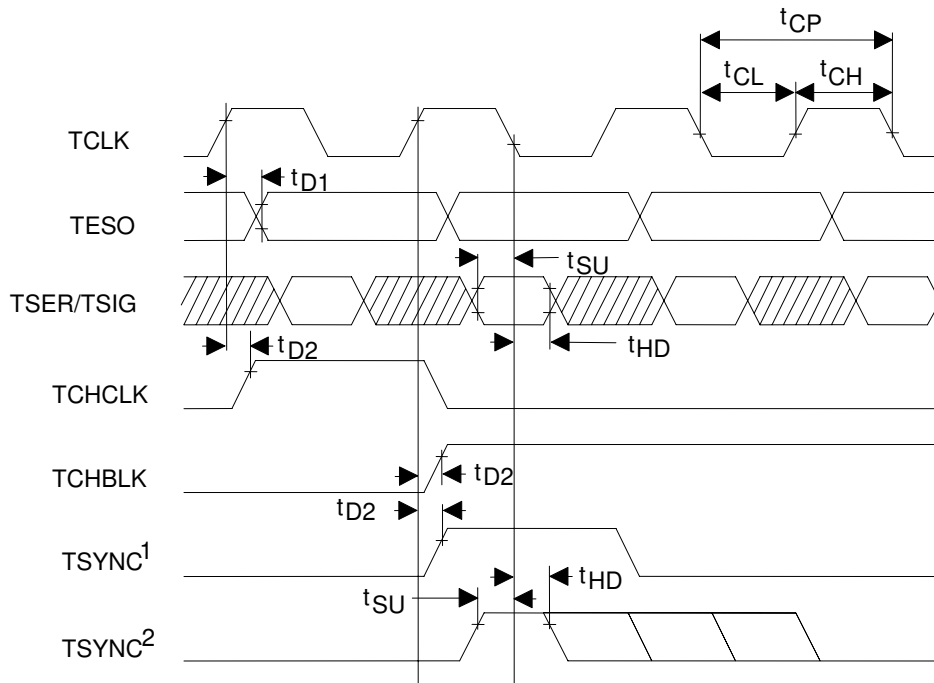 tCP
tCL
tCH
TCLK
tD1
TESO
tSU
TSER/TSIG
tD2
tHD
TCHCLK
TCHBLK
tD2
tD2
TSYNC1
tHD
tSU
TSYNC2